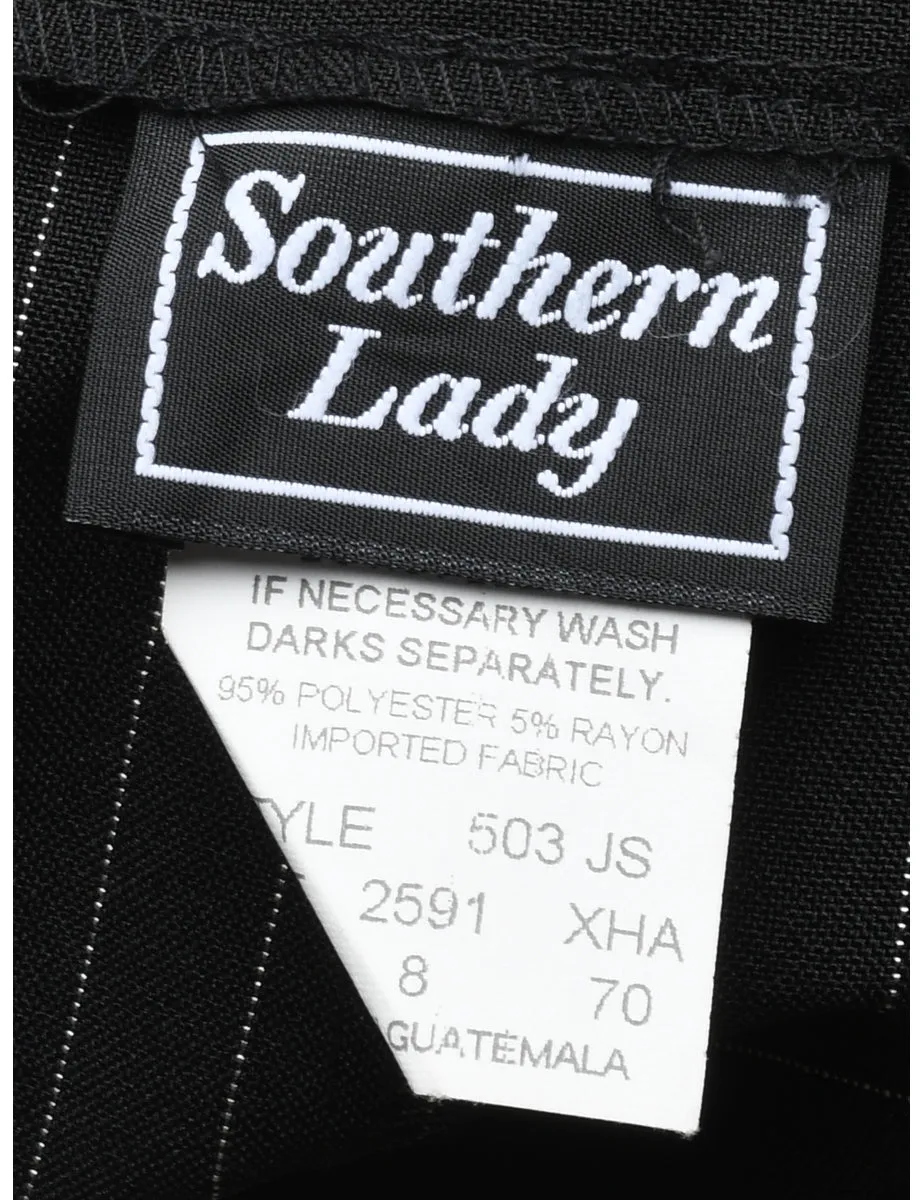 Southern
Lady
IF NECESSARY WASH
DARKS SEPARATELY.
95% POLYESTER 5% RAYON
IMPORTED FABRIC
YLE 503 JS
2591 XHA
8 70
GUATEMALA